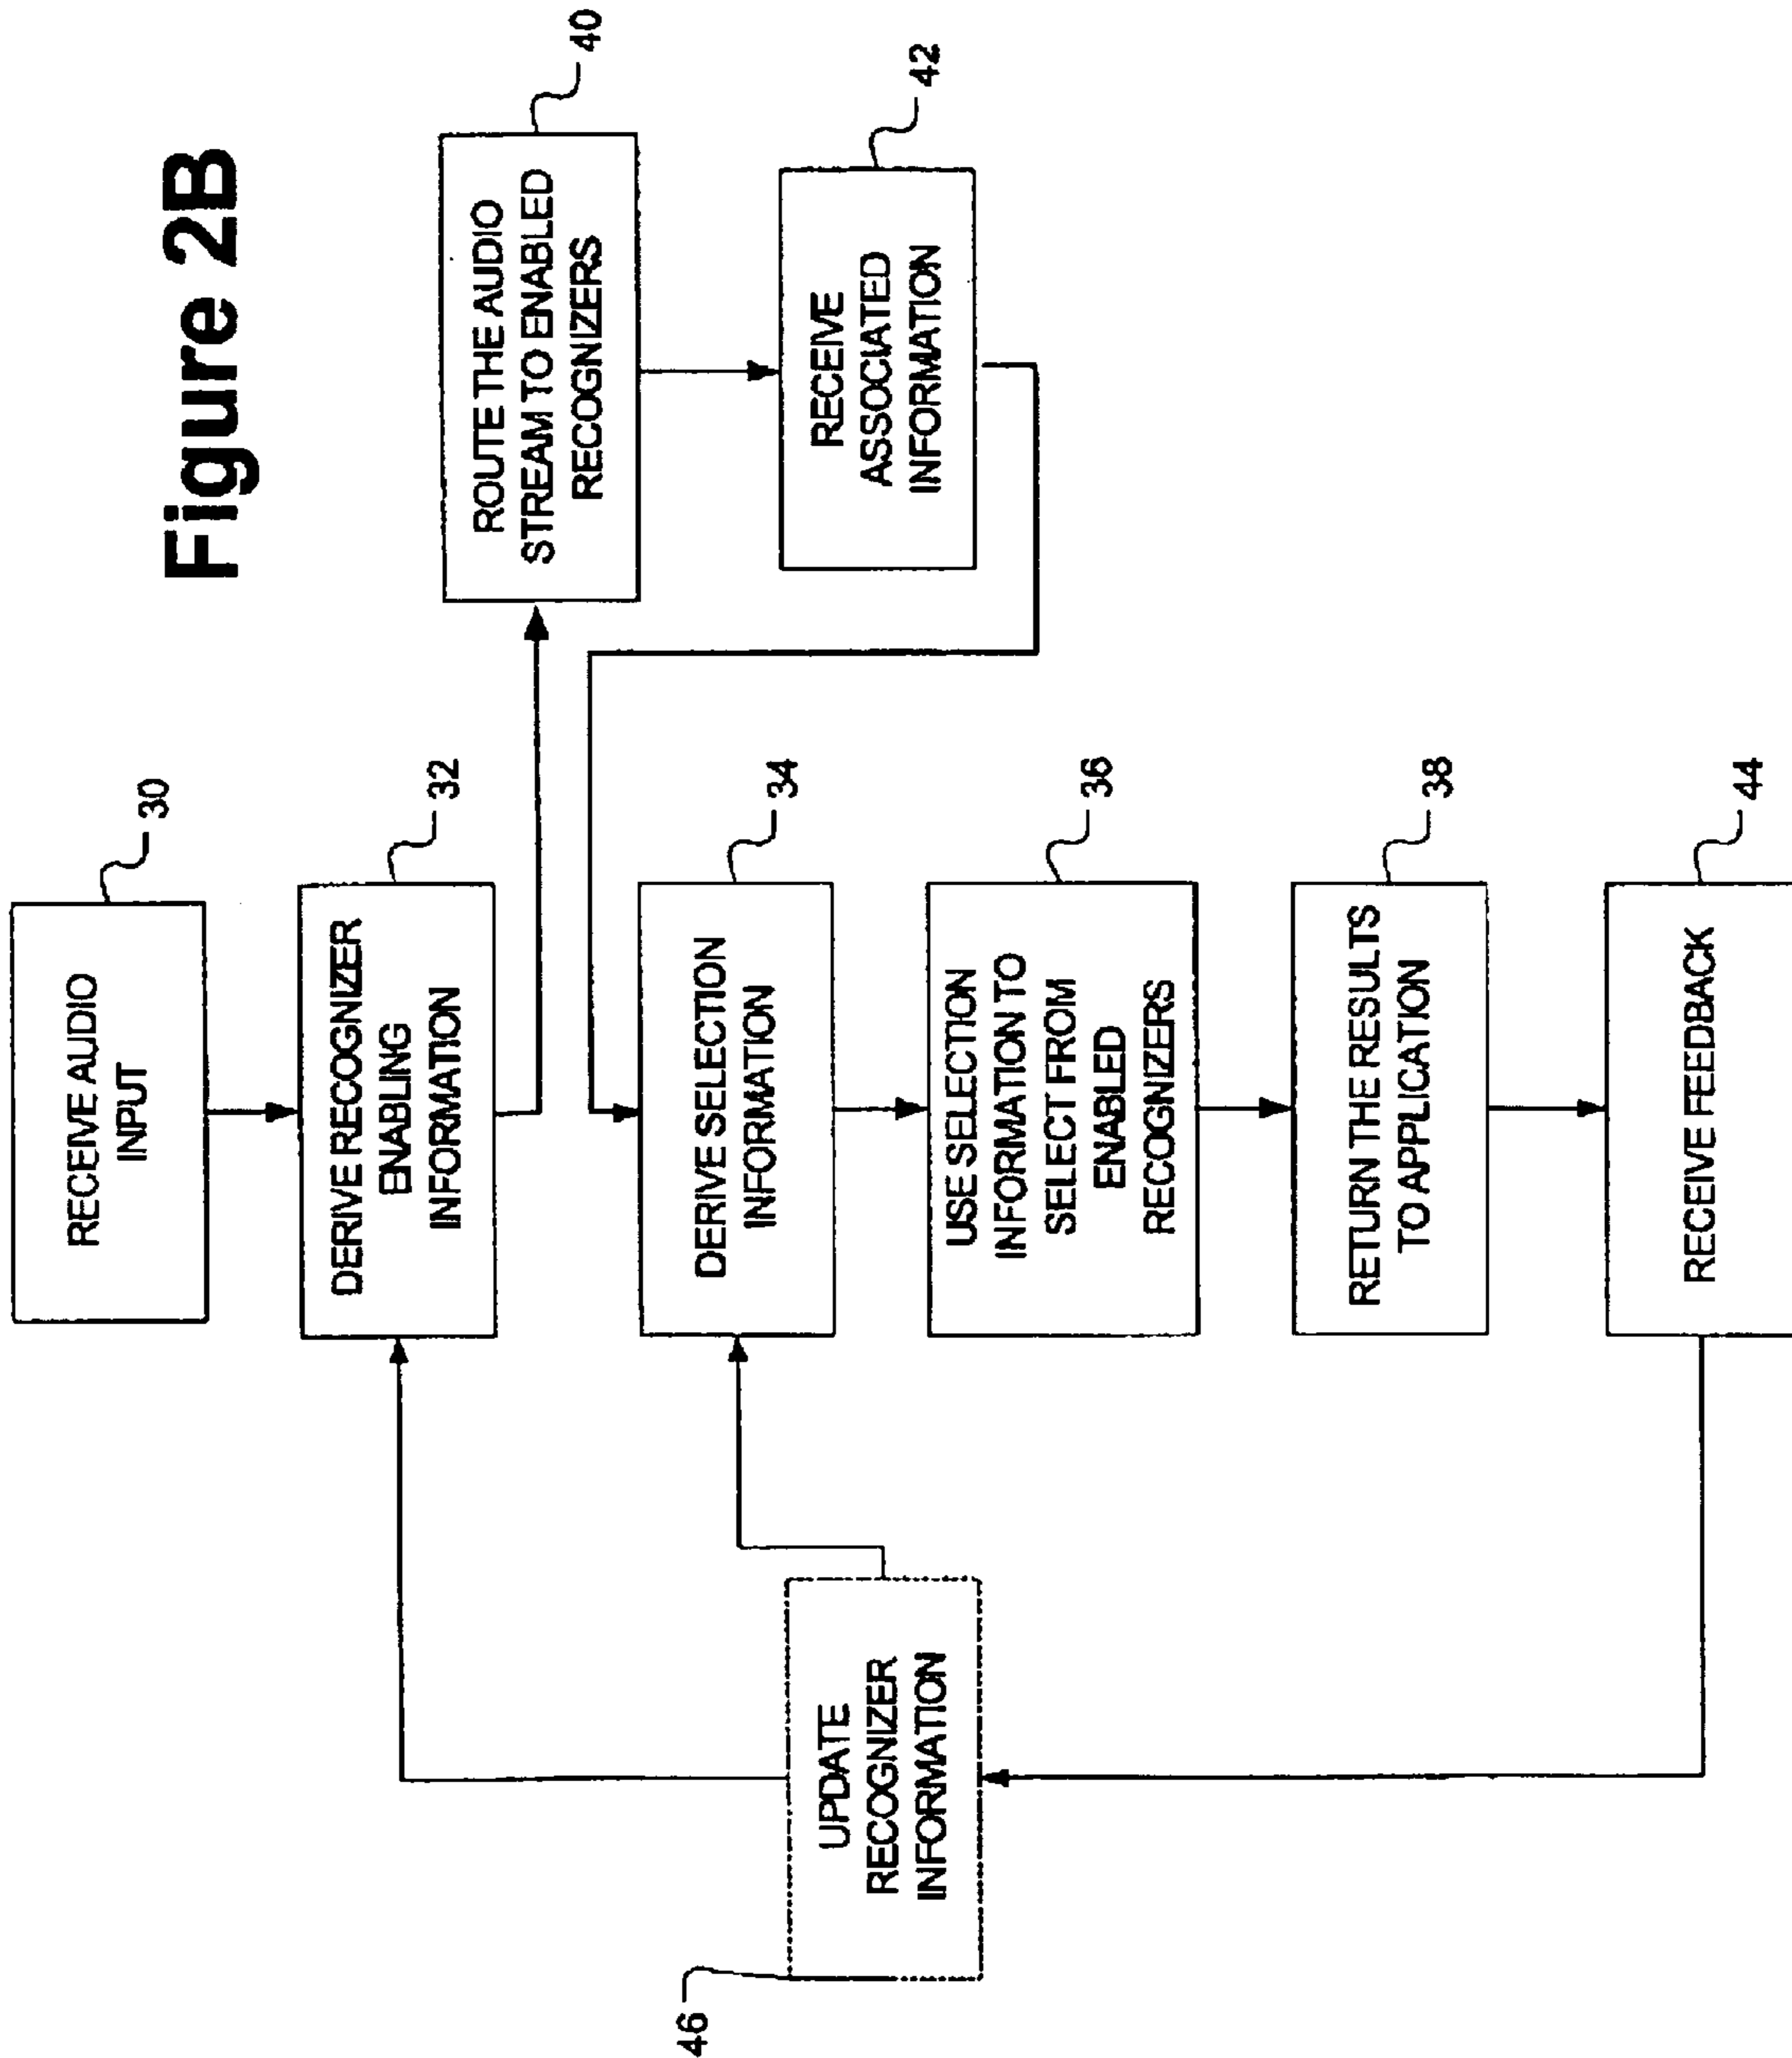 Figure 2B
RECEIVE AUDIO
INPUT
30
DERIVE RECOGNIZER
ENABLING
INFORMATION
32
ROUTE THE AUDIO
STREAM TO ENABLED
RECOGNIZERS
40
RECEIVE
ASSOCIATED
INFORMATION
42
DERIVE SELECTION
INFORMATION
34
USE SELECTION
INFORMATION TO
SELECT FROM
ENABLED
RECOGNIZERS
36
RETURN THE RESULTS
TO APPLICATION
38
RECEIVE FEEDBACK
44
UPDATE
RECOGNIZER
INFORMATION
46